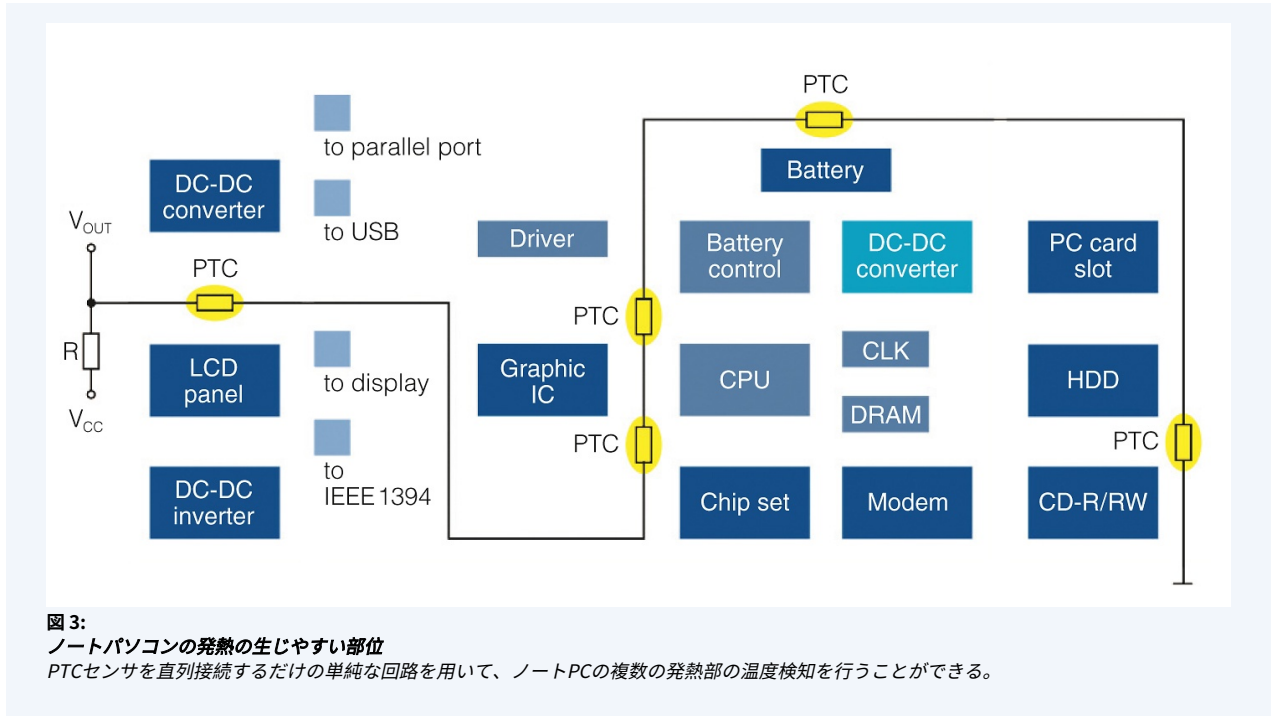 PTC
to parallel port
Battery
DC-DC
converter
to USB
VOUT
Driver
Battery
control
DC-DC
converter
PC card
slot
PTC
PTC
R
LCD
panel
to display
Graphic
IC
CPU
CLK
HDD
VCC
DRAM
PTC
PTC
to
IEEE 1394
DC-DC
inverter
Chip set
Modem
CD-R/RW
図 3:
ノートパソコンの発熱の生じやすい部位
PTCセンサを直列接続するだけの単純な回路を用いて、ノートPCの複数の発熱部の温度検知を行うことができる。